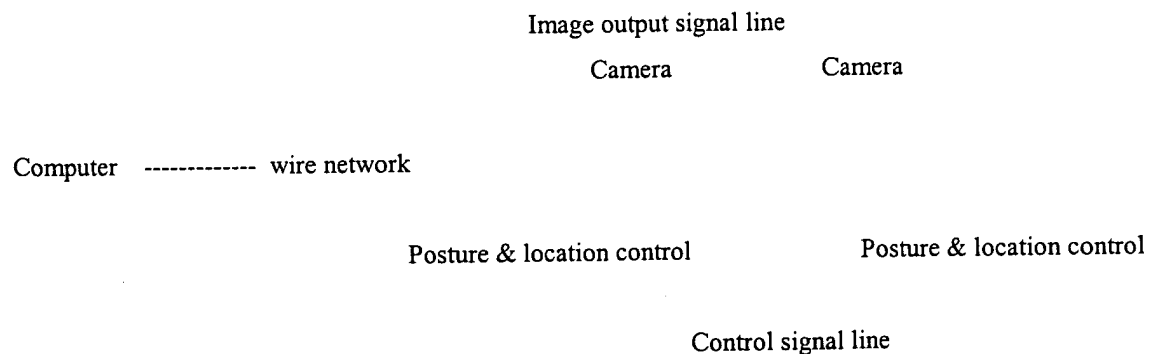 Image output signal line
Camera Camera
Computer ------------- wire network
Posture & location control Posture & location control
Control signal line